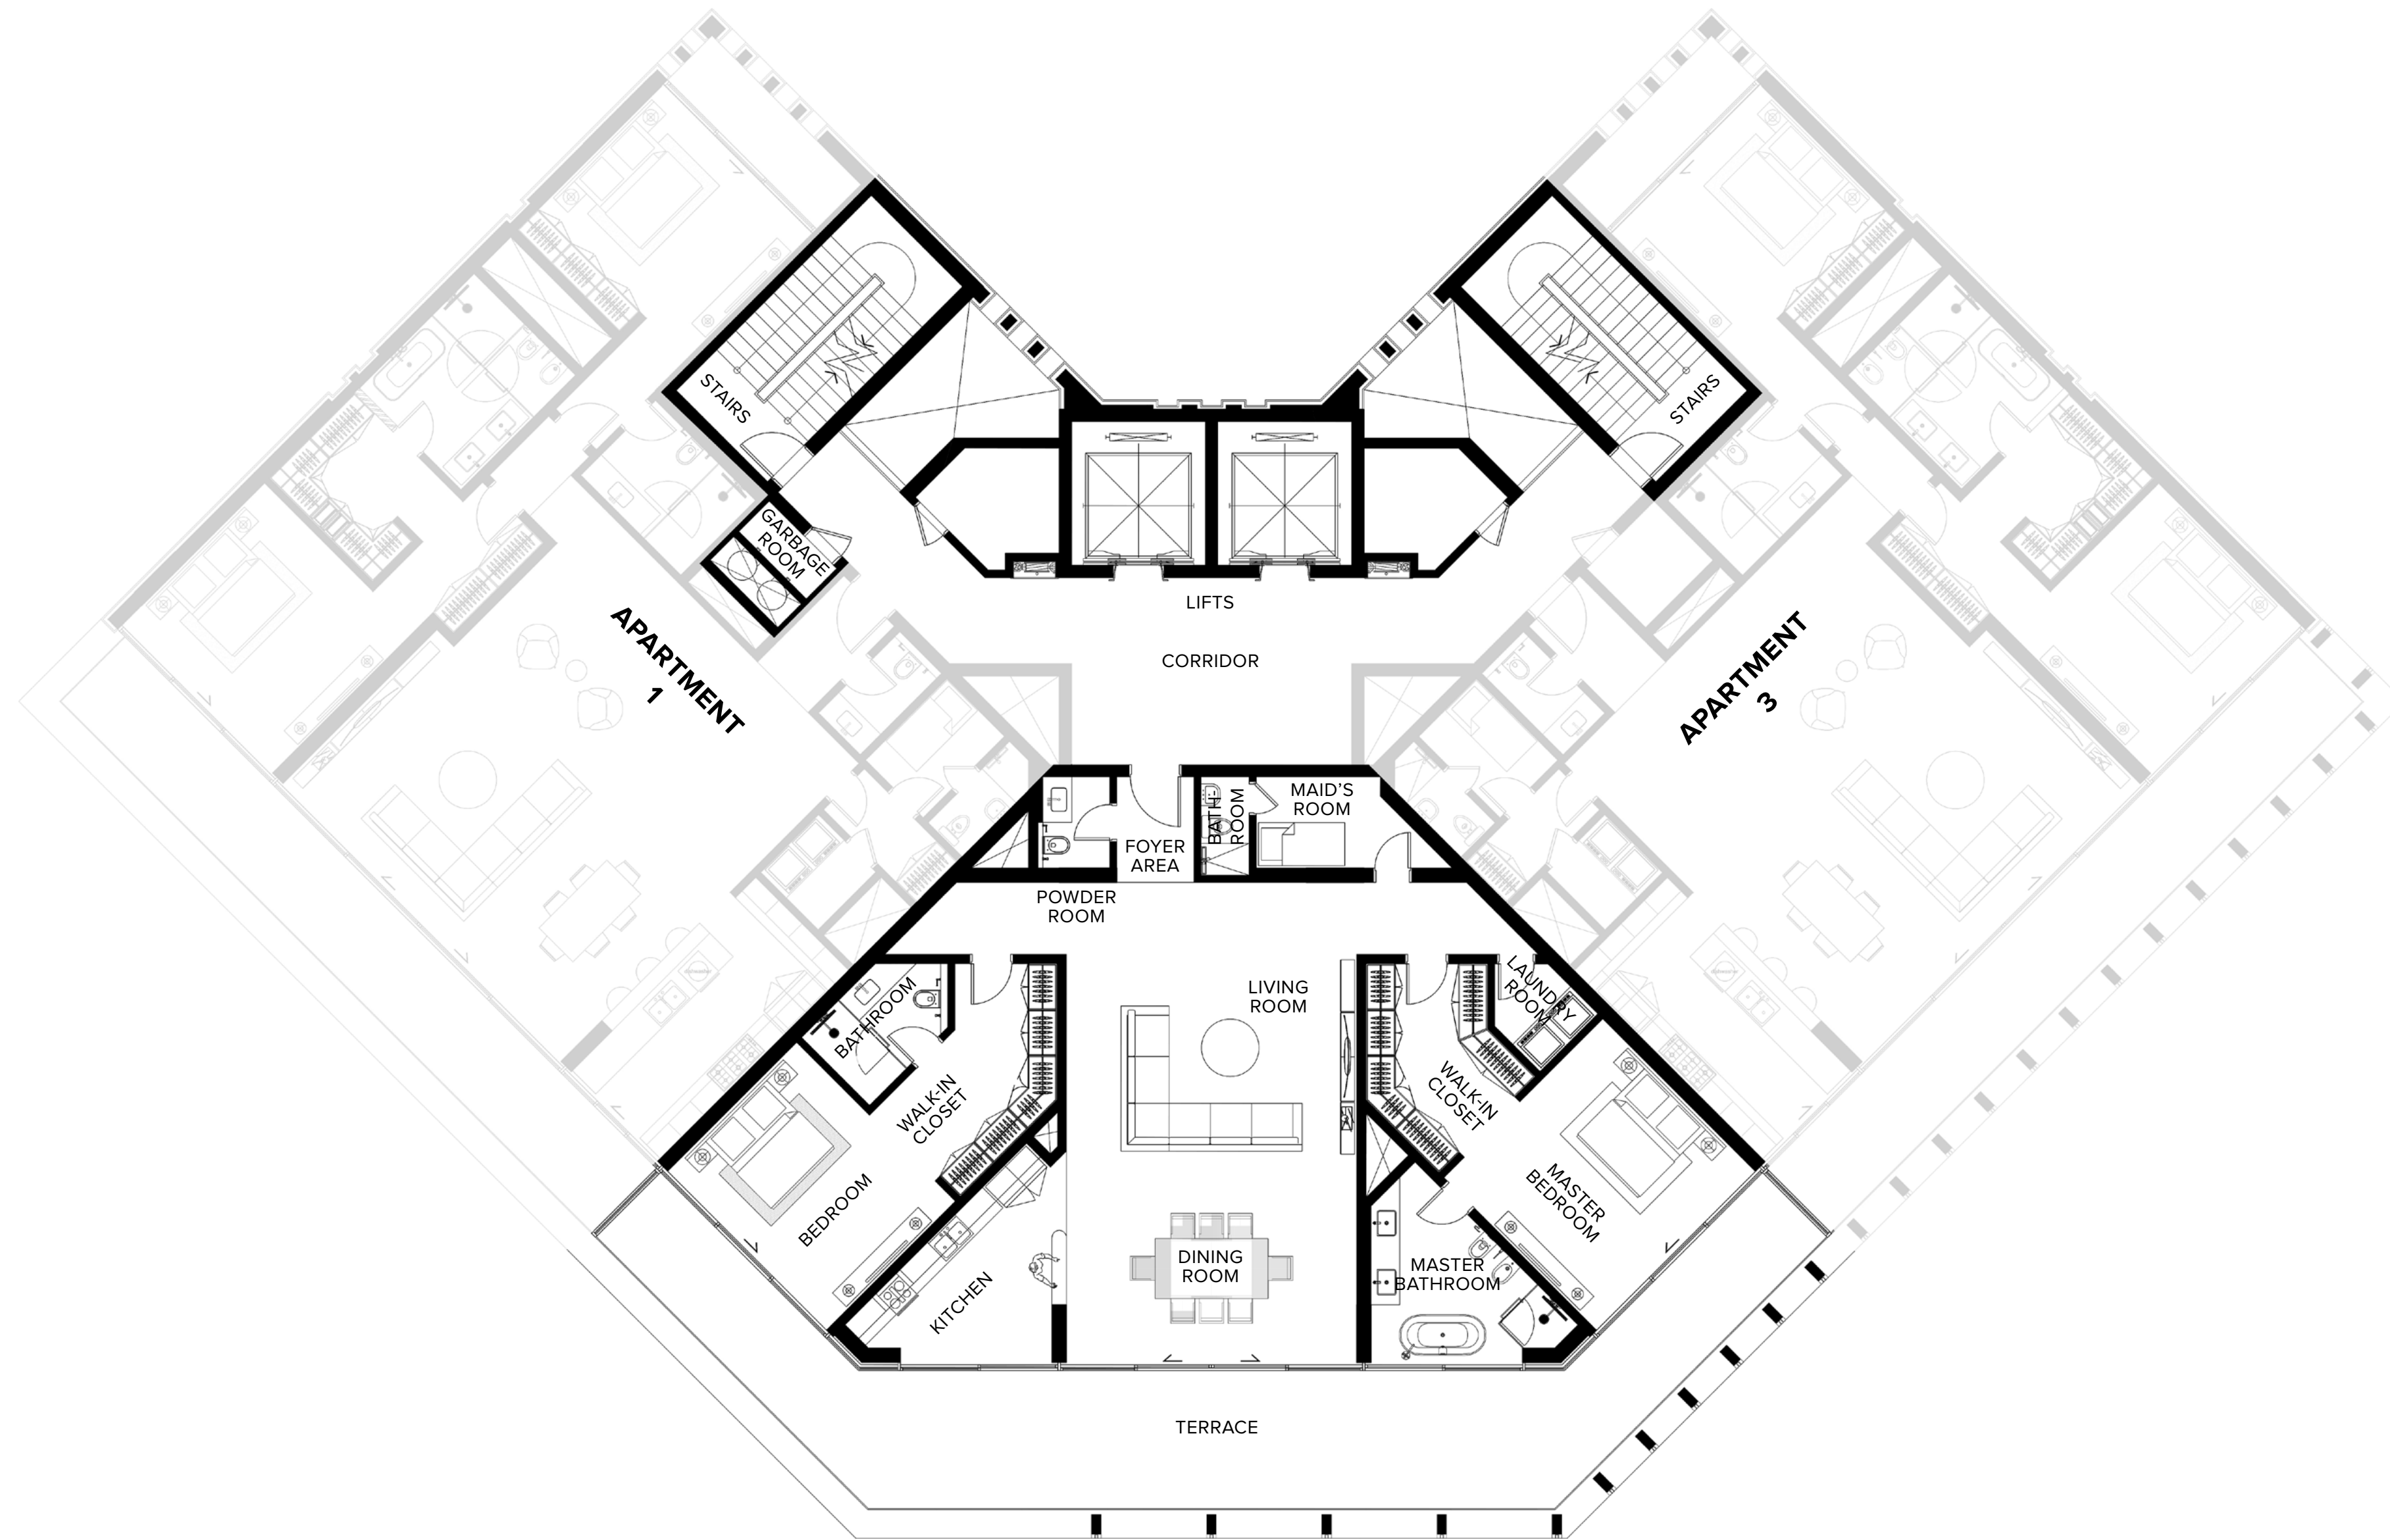 STAIRS
STAIRS
GARBAGE
ROOM
LIFTS
APARTMENT
1
CORRIDOR
APARTMENT
3
BATH-
ROOM
MAID'S
ROOM
FOYER
AREA
POWDER
ROOM
BATHROOM
LIVING
ROOM
LAUNDRY
ROOM
WALK-IN
CLOSET
WALK-IN
CLOSET
BEDROOM
MASTER
BEDROOM
KITCHEN
DINING
ROOM
MASTER
BATHROOM
TERRACE